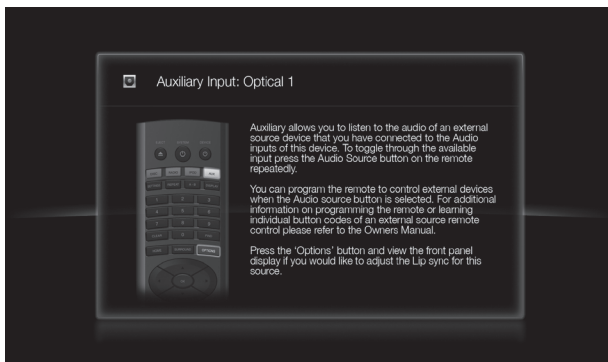 Auxiliary Input: Optical 1
Auxiliary allows you to listen to the audio of an external
source device that you have connected to the Audio
inputs of this device. To toggle through the available
input press the Audio Source button on the remote
repeatedly.
You can program the remote to control external devices
when the Audio source button is selected. For additional
information on programming the remote or learning
individual button codes of an external source remote
control please refer to the Owners Manual.
Press the ‘Options’ button and view the front panel
display if you would like to adjust the Lip sync for this
source.
OPTIONS